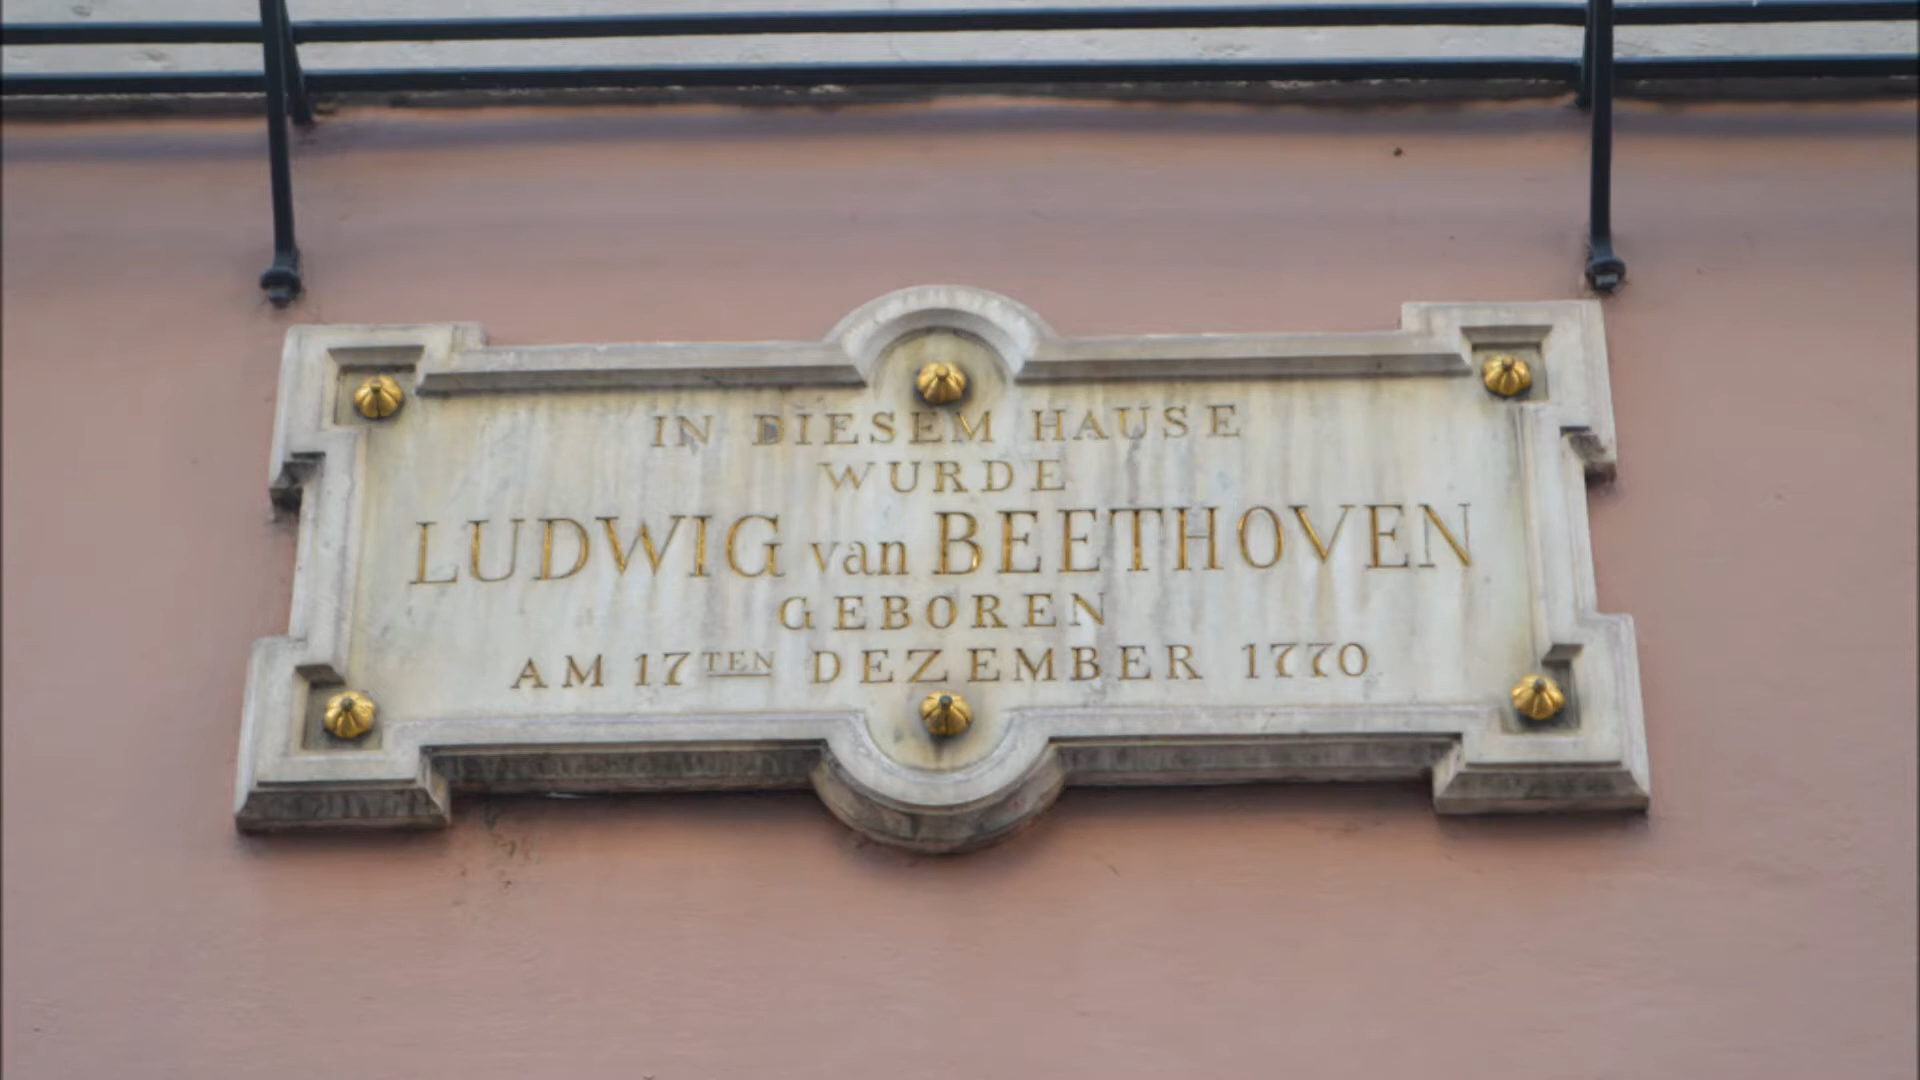 IN DIESEM HAUSE
WURDE
LUDWIG van BEETHOVEN
GEBOREN
AM 17TEN DEZEMBER 1770